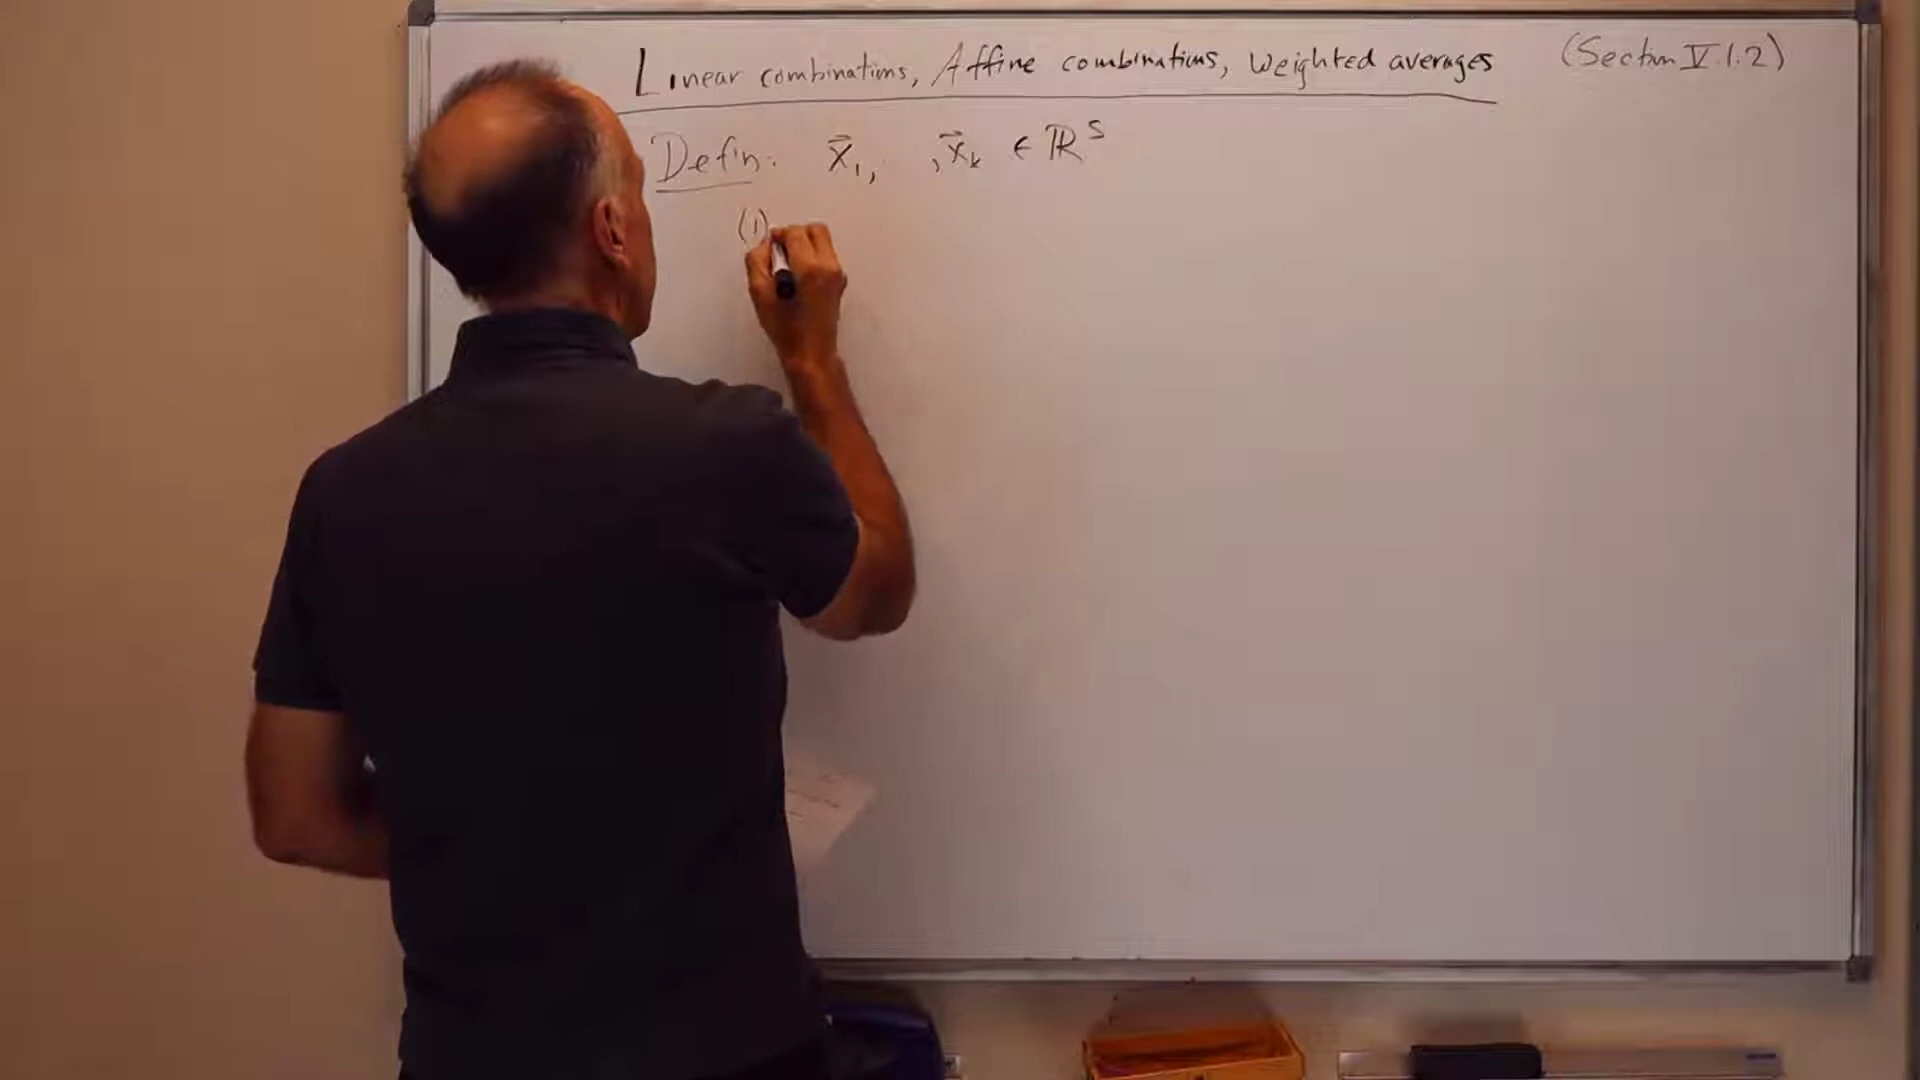 Linear combinations, Affine combinations, Weighted averages (Section V.1.2)
Defin: x⃗₁, , x⃗ₖ ∈ ℝˢ
(1)